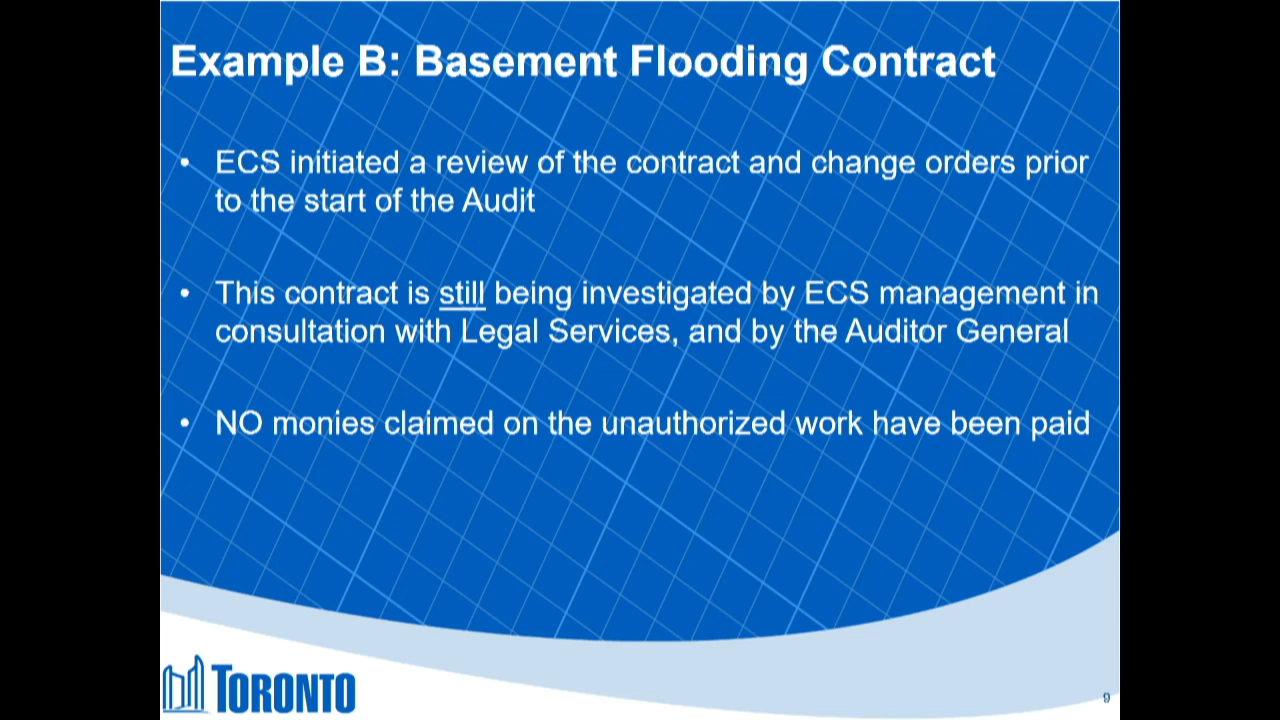 Example B: Basement Flooding Contract
• ECS initiated a review of the contract and change orders prior
to the start of the Audit
• This contract is still being investigated by ECS management in
consultation with Legal Services, and by the Auditor General
• NO monies claimed on the unauthorized work have been paid
TORONTO
9